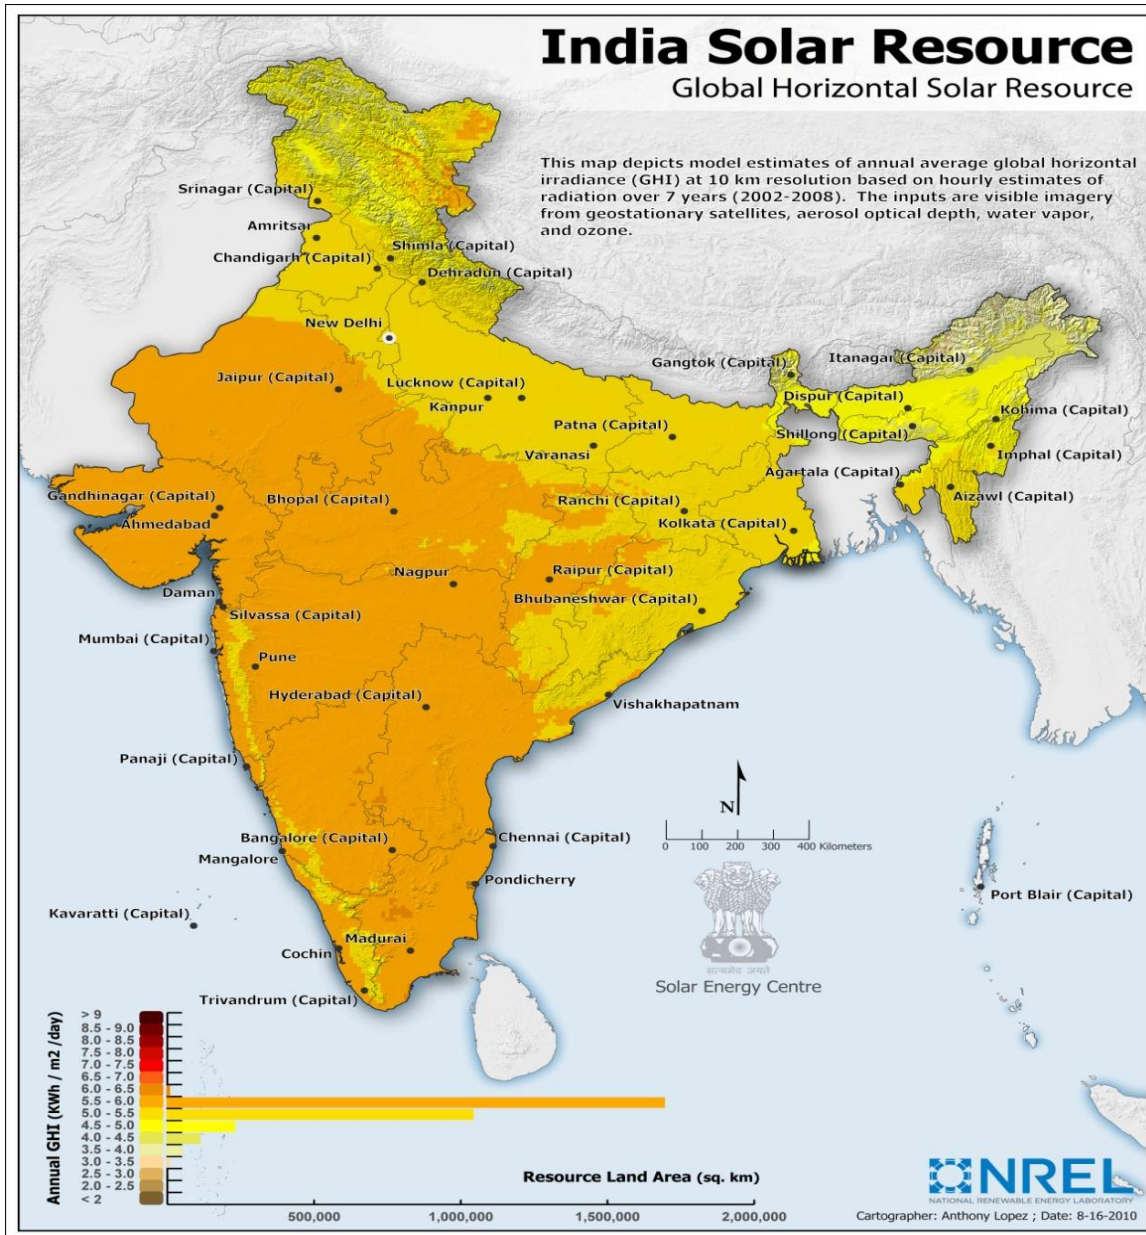 India Solar Resource
Global Horizontal Solar Resource
This map depicts model estimates of annual average global horizontal
irradiance (GHI) at 10 km resolution based on hourly estimates of
radiation over 7 years (2002-2008). The inputs are visible imagery
from geostationary satellites, aerosol optical depth, water vapor,
and ozone.
Srinagar (Capital)
Amritsar
Shimla (Capital)
Chandigarh (Capital)
Dehradun (Capital)
New Delhi
Gangtok (Capital)
Itanagar (Capital)
Jaipur (Capital)
Lucknow (Capital)
Kanpur
Dispur (Capital)
Kohima (Capital)
Patna (Capital)
Shillong (Capital)
Varanasi
Imphal (Capital)
Agartala (Capital)
Aizawl (Capital)
Gandhinagar (Capital)
Bhopal (Capital)
Ranchi (Capital)
Ahmedabad
Kolkata (Capital)
Nagpur
Raipur (Capital)
Daman
Bhubaneshwar (Capital)
Silvassa (Capital)
Mumbai (Capital)
Pune
Hyderabad (Capital)
Vishakhapatnam
Panaji (Capital)
N
Bangalore (Capital)
Chennai (Capital)
0 100 200 300 400 Kilometers
Mangalore
Pondicherry
Port Blair (Capital)
Kavaratti (Capital)
Madurai
Cochin
सत्यमेव जयते
Solar Energy Centre
Trivandrum (Capital)
Annual GHI (KWh / m2 /day)
> 9
8.5 - 9.0
8.0 - 8.5
7.5 - 8.0
7.0 - 7.5
6.5 - 7.0
6.0 - 6.5
5.5 - 6.0
5.0 - 5.5
4.5 - 5.0
4.0 - 4.5
3.5 - 4.0
3.0 - 3.5
2.5 - 3.0
2.0 - 2.5
< 2
Resource Land Area (sq. km)
500,000 1,000,000 1,500,000 2,000,000
NREL
NATIONAL RENEWABLE ENERGY LABORATORY
Cartographer: Anthony Lopez ; Date: 8-16-2010